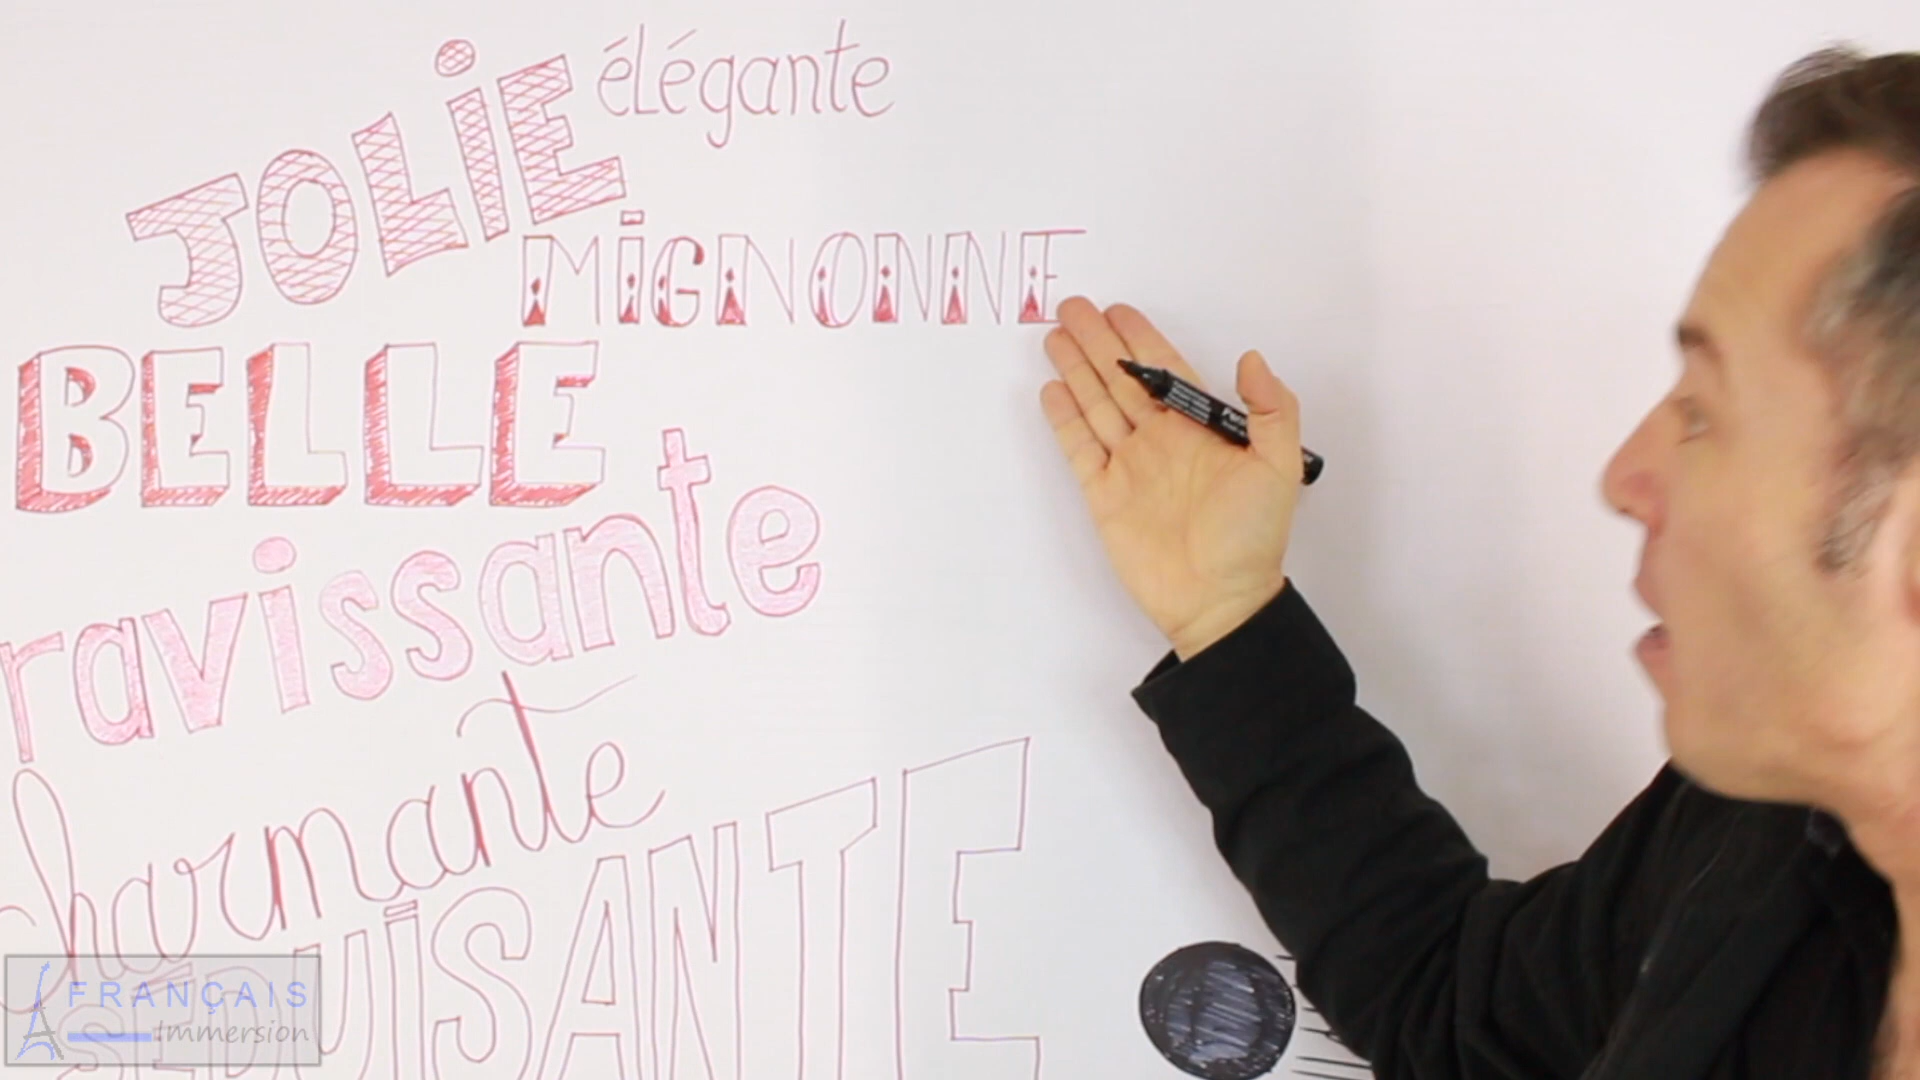 JOLiE
élégante
MiGNONNE
BELLE
ravissante
charmante
SÉDUiSANTE
FRANÇAIS
Immersion